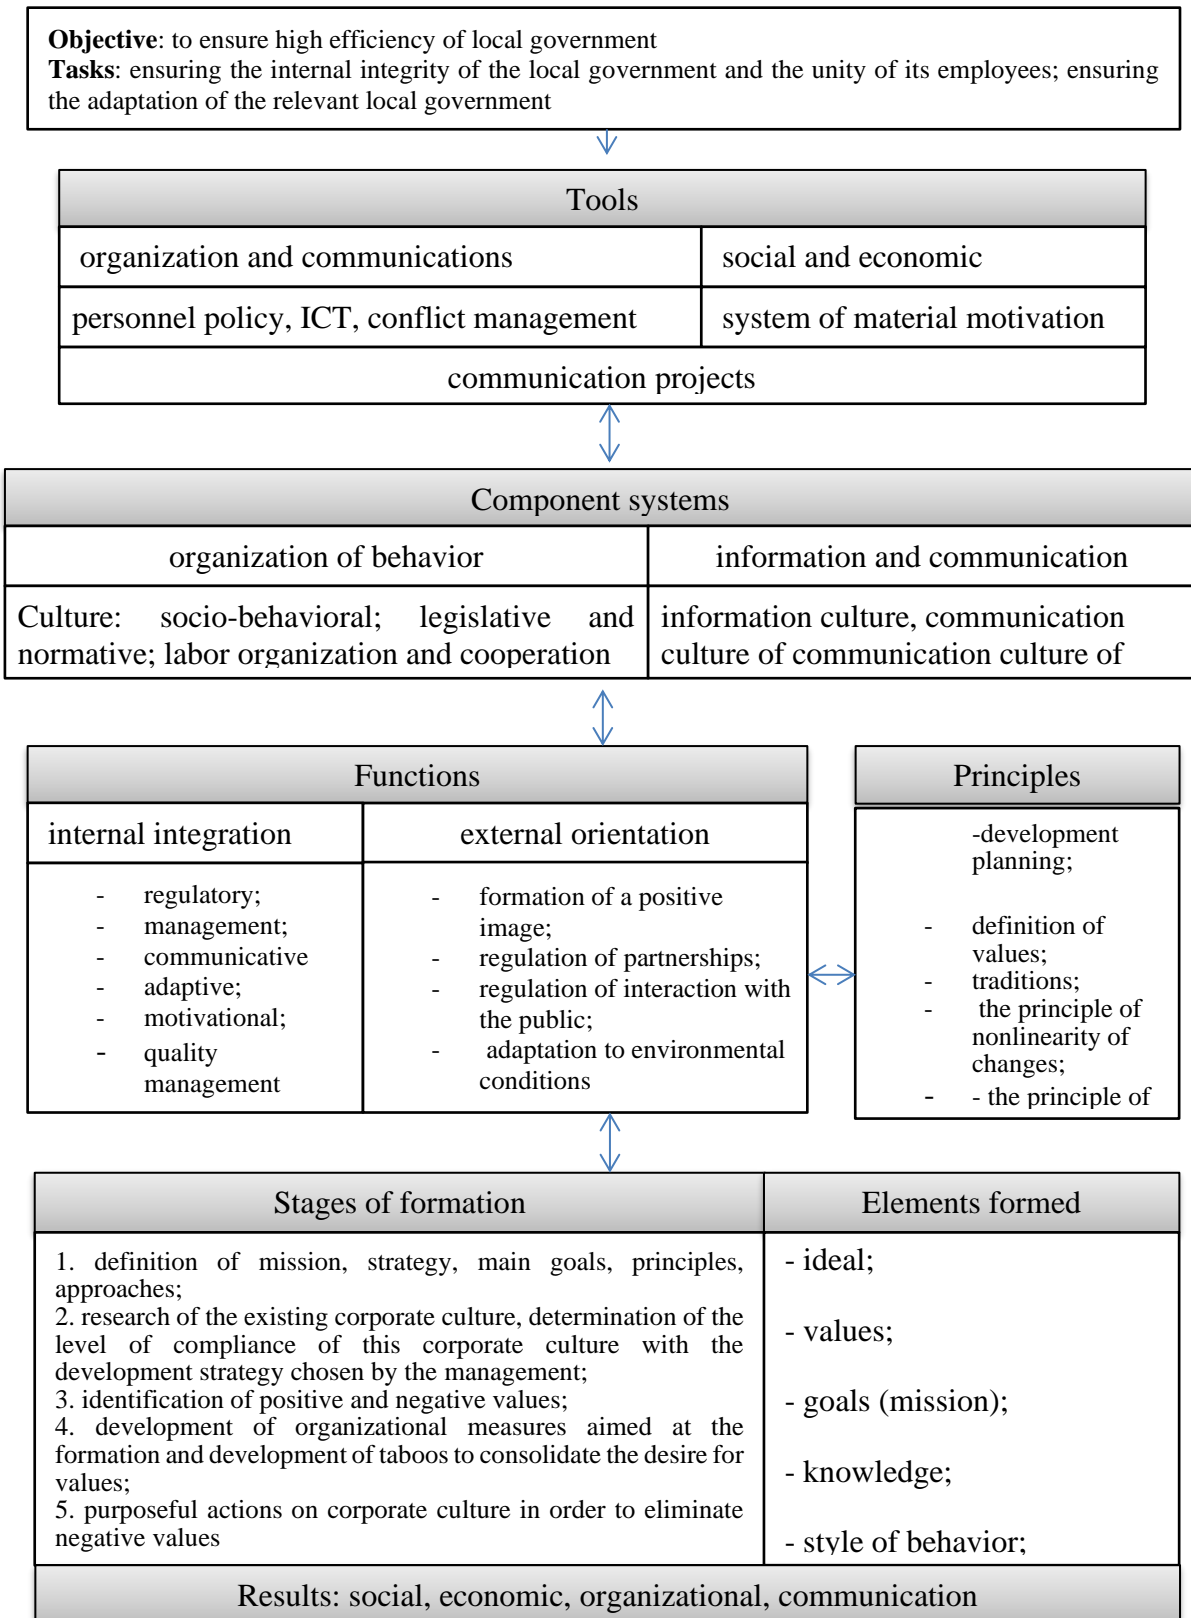 Objective: to ensure high efficiency of local government
Tasks: ensuring the internal integrity of the local government and the unity of its employees; ensuring
the adaptation of the relevant local government
Tools
organization and communications
social and economic
personnel policy, ICT, conflict management
system of material motivation
communication projects
Component systems
organization of behavior
information and communication
Culture: socio-behavioral; legislative and
normative; labor organization and cooperation
information culture, communication
culture of communication culture of
Functions
internal integration
external orientation
- regulatory;
- management;
- communicative
- adaptive;
- motivational;
- quality
management
- formation of a positive
image;
- regulation of partnerships;
- regulation of interaction with
the public;
- adaptation to environmental
conditions
Principles
-development
planning;
- definition of
values;
- traditions;
- the principle of
nonlinearity of
changes;
- - the principle of
Stages of formation
1. definition of mission, strategy, main goals, principles,
approaches;
2. research of the existing corporate culture, determination of the
level of compliance of this corporate culture with the
development strategy chosen by the management;
3. identification of positive and negative values;
4. development of organizational measures aimed at the
formation and development of taboos to consolidate the desire for
values;
5. purposeful actions on corporate culture in order to eliminate
negative values
Elements formed
- ideal;
- values;
- goals (mission);
- knowledge;
- style of behavior;
Results: social, economic, organizational, communication